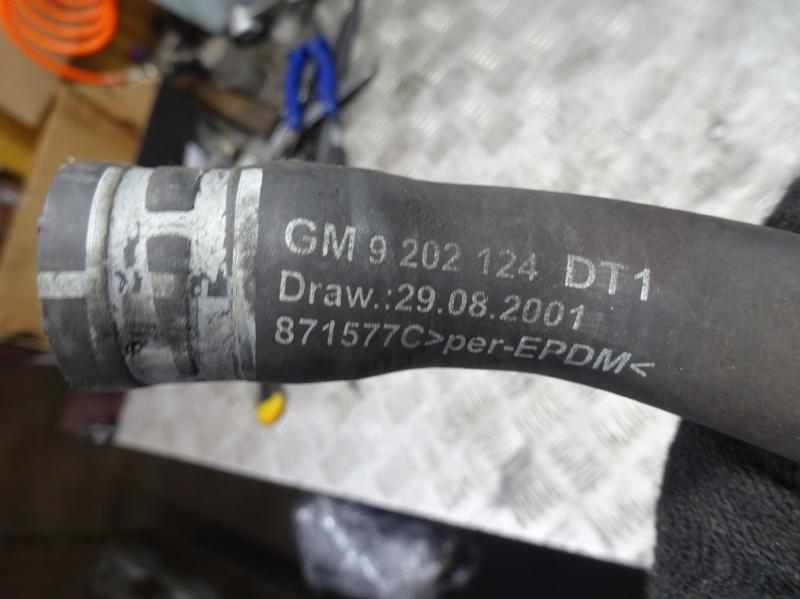 GM 9 202 124 DT1
Draw.:29.08.2001
871577C>per-EPDM<